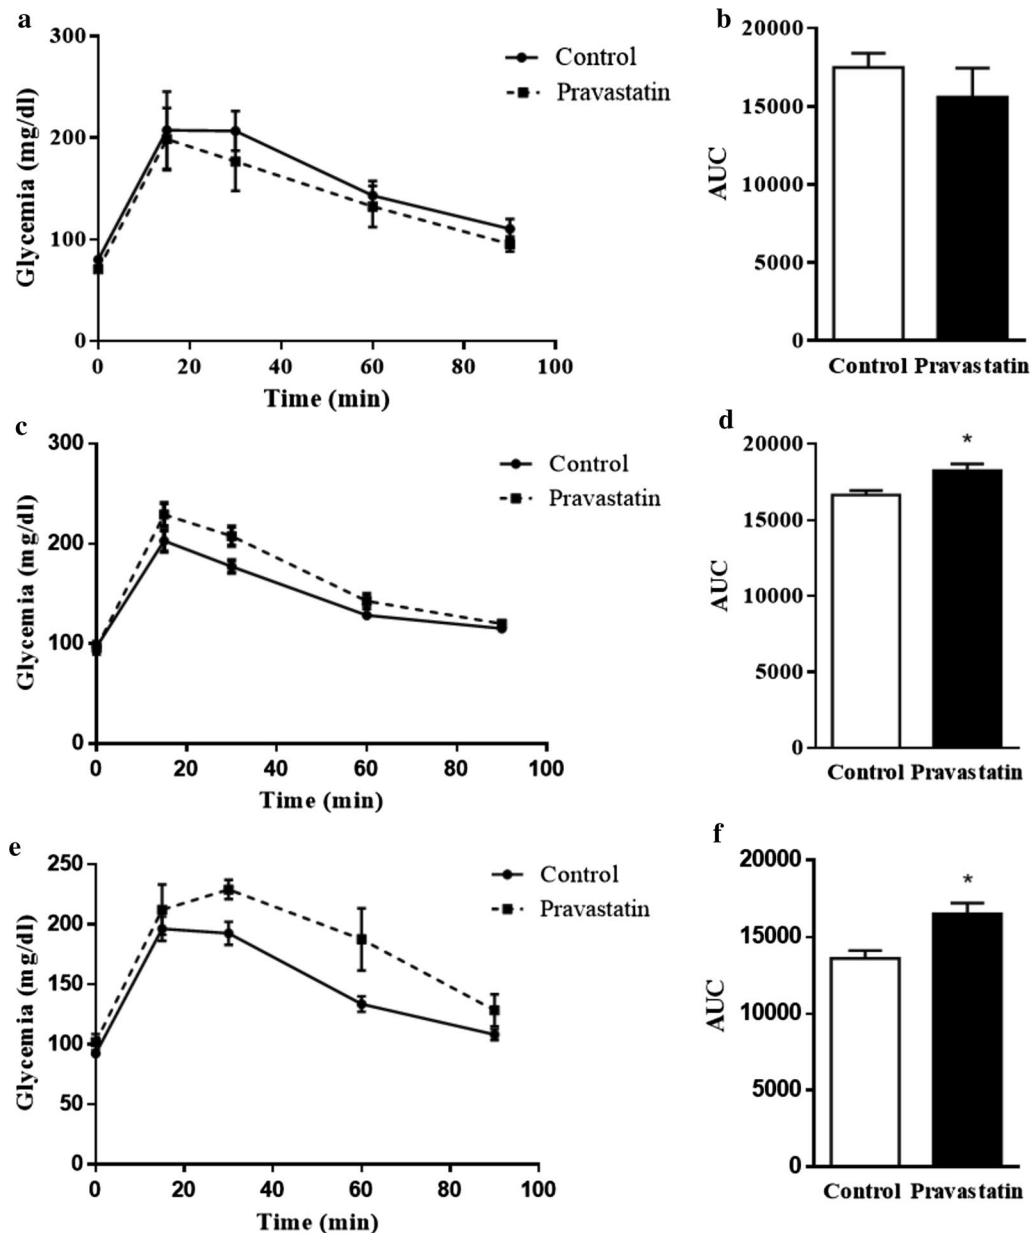 a
300
200
100
0
Glycemia (mg/dl)
Control
Pravastatin
0 20 40 60 80 100
Time (min)
b
20000
15000
10000
5000
0
AUC
Control Pravastatin
c
300
200
100
0
Glycemia (mg/dl)
Control
Pravastatin
0 20 40 60 80 100
Time (min)
d
20000
15000
10000
5000
0
AUC
*
Control Pravastatin
e
250
200
150
100
50
0
Glycemia (mg/dl)
Control
Pravastatin
0 20 40 60 80 100
Time (min)
f
20000
15000
10000
5000
0
AUC
*
Control Pravastatin